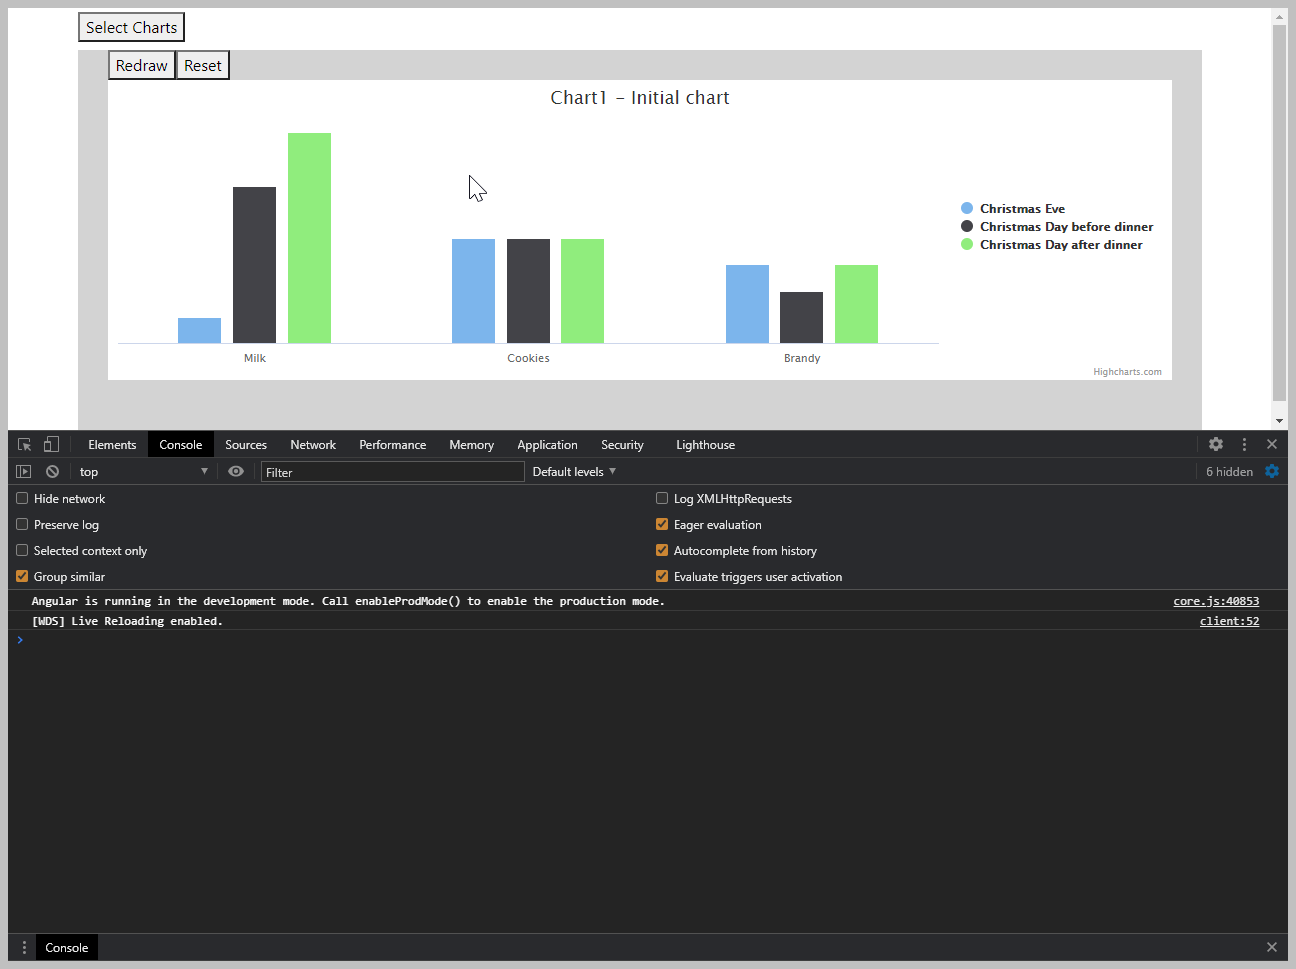 Select Charts
Redraw Reset
Chart1 - Initial chart
Christmas Eve
Christmas Day before dinner
Christmas Day after dinner
Milk Cookies Brandy
Highcharts.com
Elements Console Sources Network Performance Memory Application Security Lighthouse
top Filter Default levels 6 hidden
Hide network Log XMLHttpRequests
Preserve log Eager evaluation
Selected context only Autocomplete from history
Group similar Evaluate triggers user activation
Angular is running in the development mode. Call enableProdMode() to enable the production mode. core.js:40853
[WDS] Live Reloading enabled. client:52
Console